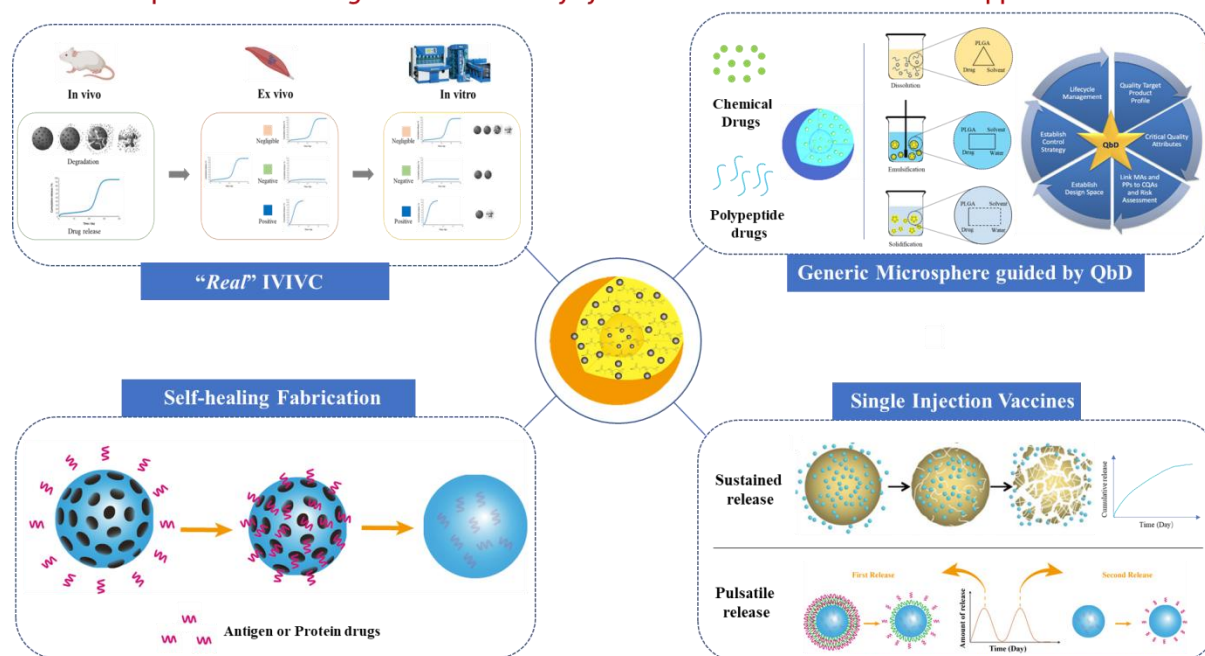 In vivo
Ex vivo
In vitro
Degradation
Drug release
Negligible
Negative
Positive
Negligible
Negative
Positive
“Real” IVIVC
Chemical
Drugs
Polypeptide
drugs
Dissolution
PLGA
Drug Solvent
Emulsification
PLGA Solvent
Drug Water
Solidification
PLGA Solvent
Drug Water
QbD
Quality Target
Product
Profile
Critical Quality
Attributes
Link MAs and
PPs to CQAs
and Risk
Assessment
Establish
Design Space
Establish
Control
Strategy
Lifecycle
Management
Generic Microsphere guided by QbD
Self-healing Fabrication
Antigen or Protein drugs
Single Injection Vaccines
Sustained
release
Cumulative release
Time (Day)
Pulsatile
release
First Release
Second Release
Amount of release
Time (Day)